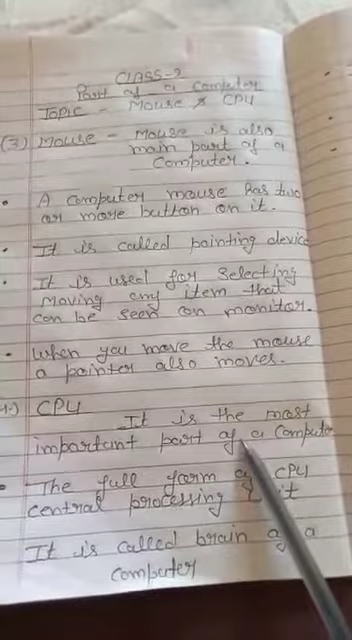 CLASS-2
Part of a Computer
Topic - Mouse & CPU
(3) Mouse - Mouse is also
main part of a
Computer.
• A Computer mouse has two
or more button on it.
• It is called pointing device
• It is used for Selecting
Moving any item that
can be seen on monitor.
• When you move the mouse
a pointer also moves.
CPU
It is the most
important part of a Computer
• The full form of CPU
Central processing
It is called brain of a
Computer